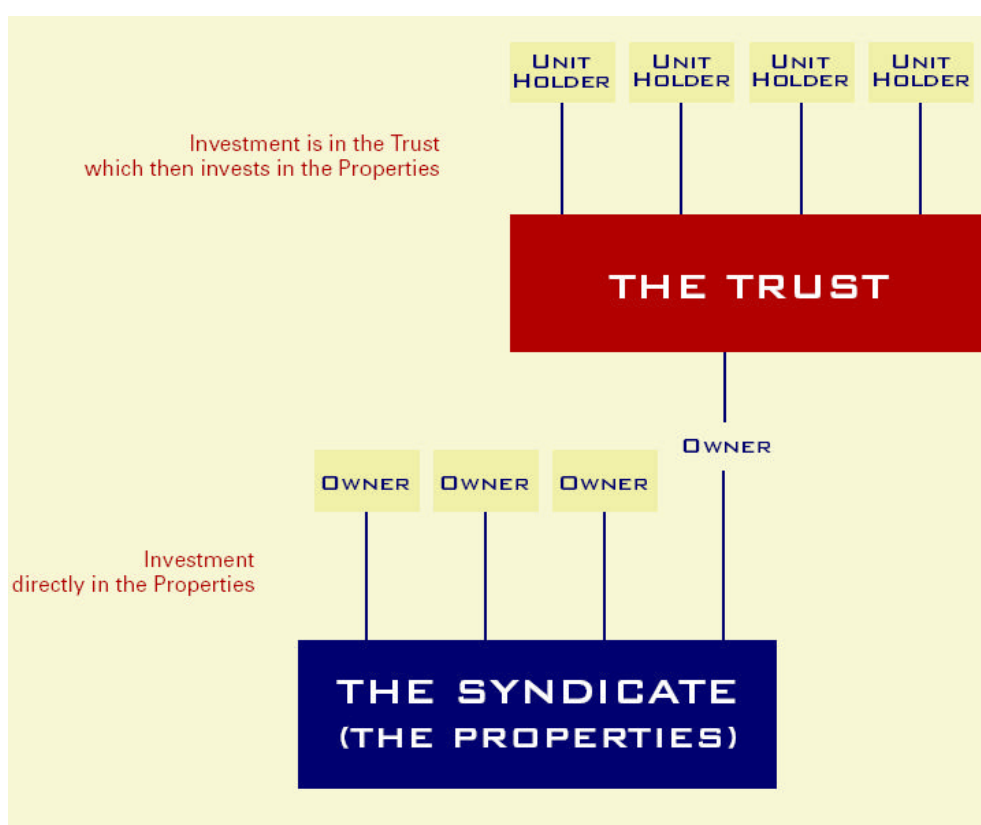 UNIT HOLDER
UNIT HOLDER
UNIT HOLDER
UNIT HOLDER
Investment is in the Trust
which then invests in the Properties
THE TRUST
OWNER
OWNER
OWNER
OWNER
Investment
directly in the Properties
THE SYNDICATE
(THE PROPERTIES)